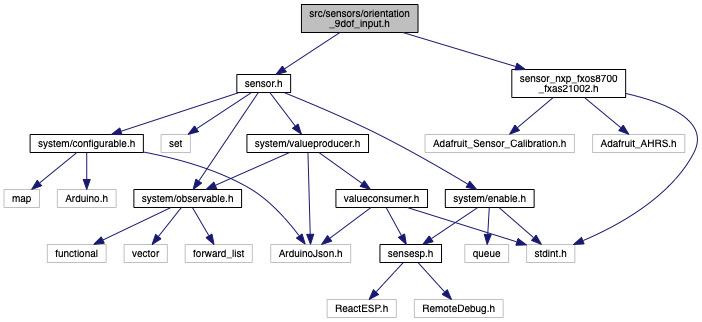 src/sensors/orientation
_9dof_input.h
sensor.h
sensor_nxp_fxos8700
_fxas21002.h
system/configurable.h
set
system/valueproducer.h
Adafruit_Sensor_Calibration.h
Adafruit_AHRS.h
map
Arduino.h
system/observable.h
valueconsumer.h
system/enable.h
functional
vector
forward_list
ArduinoJson.h
sensesp.h
queue
stdint.h
ReactESP.h
RemoteDebug.h